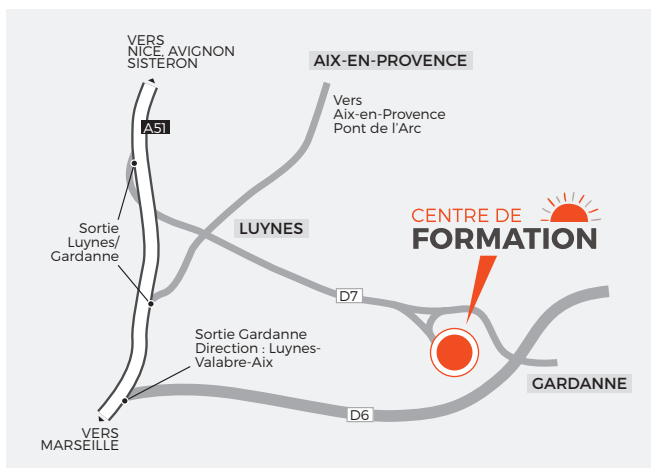 VERS
NICE, AVIGNON
SISTERON
AIX-EN-PROVENCE
Vers
Aix-en-Provence
Pont de l'Arc
A51
Sortie
Luynes/
Gardanne
LUYNES
CENTRE DE
FORMATION
D7
Sortie Gardanne
Direction : Luynes-
Valabre-Aix
GARDANNE
D6
VERS
MARSEILLE